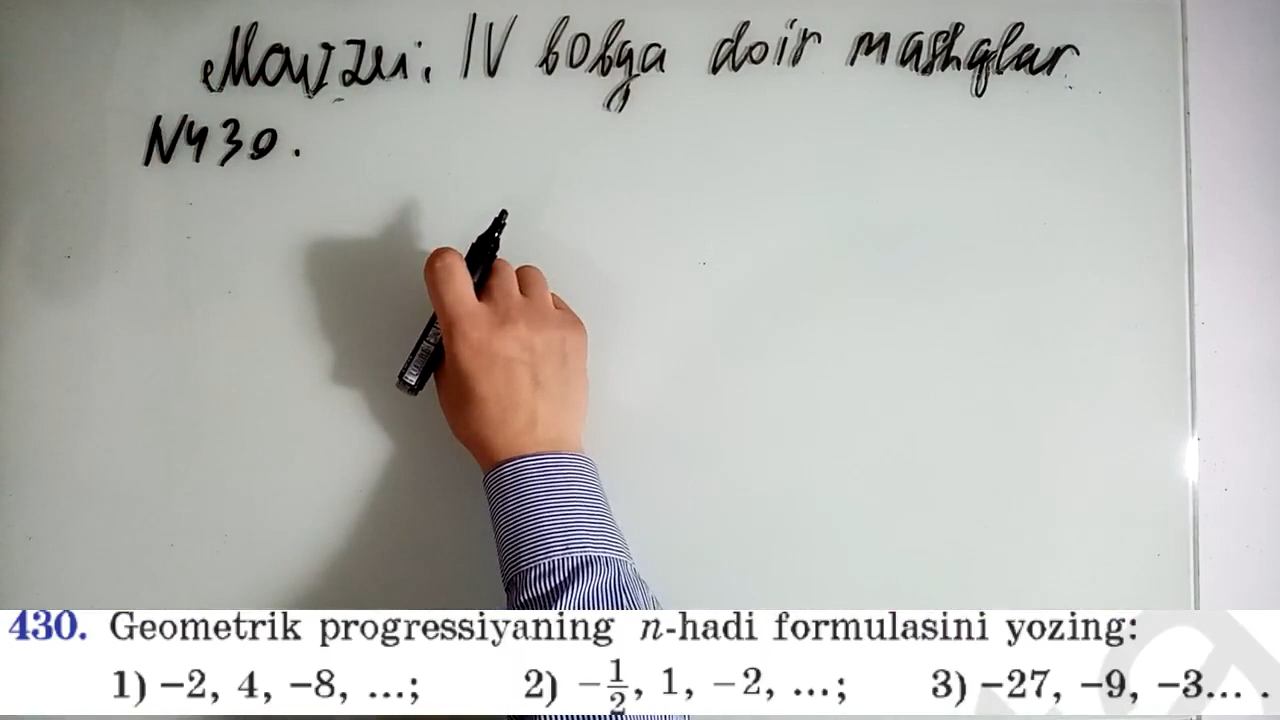 Mavzu: IV bobga doir mashqlar
N430.
430. Geometrik progressiyaning n-hadi formulasini yozing:
1) −2, 4, −8, ...; 2) −1/2, 1, −2, ...; 3) −27, −9, −3... .